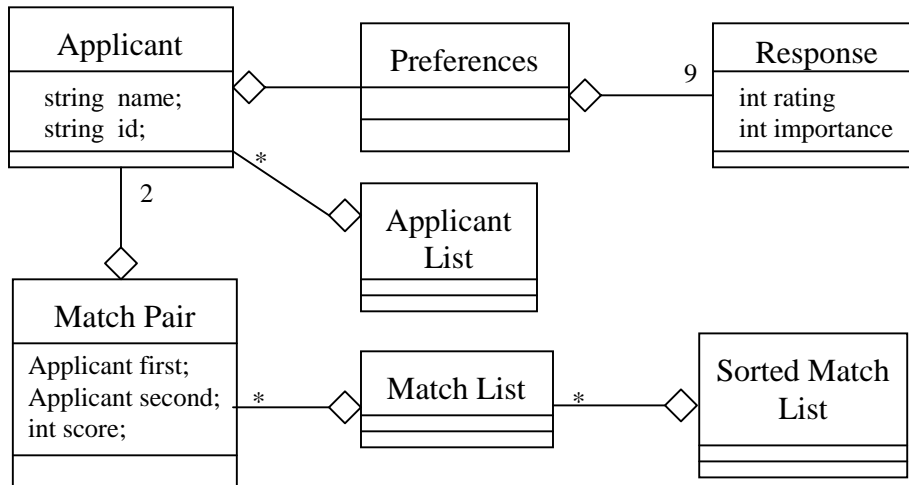 Applicant
string name;
string id;
Preferences
9
Response
int rating
int importance
*
2
Applicant
List
Match Pair
Applicant first;
Applicant second;
int score;
*
Match List
*
Sorted Match
List